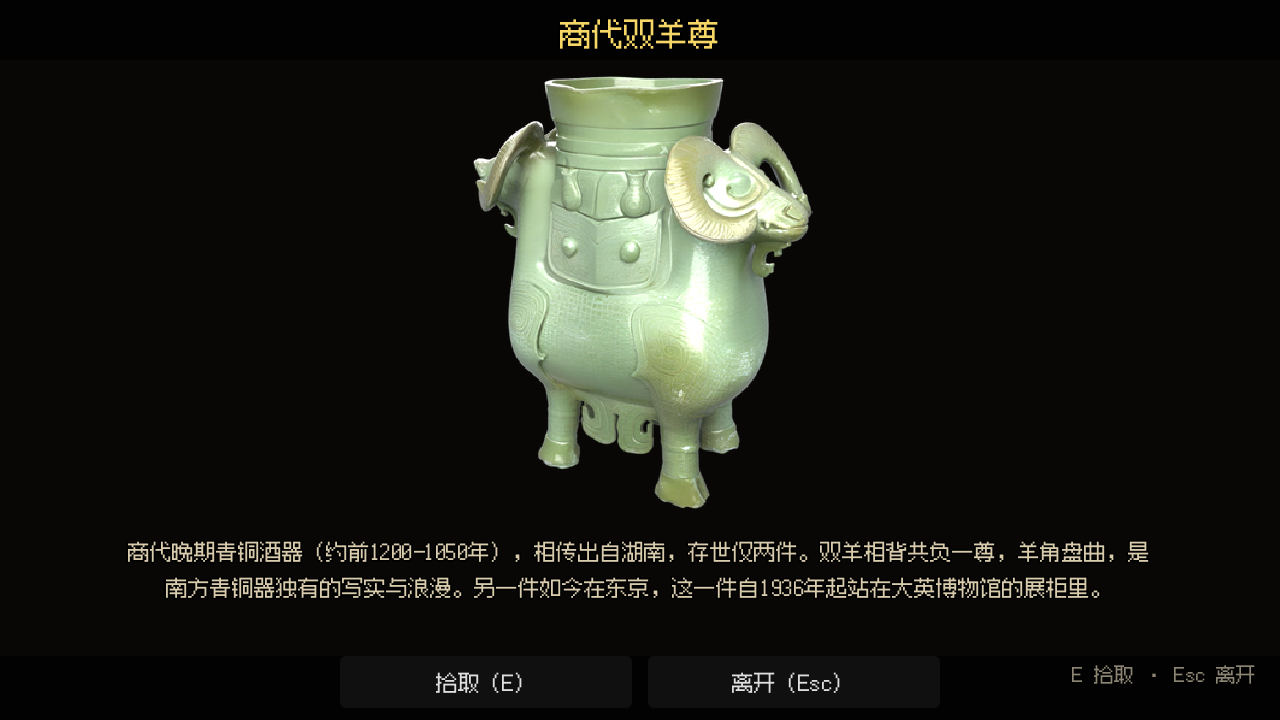 商代双羊尊
商代晚期青铜酒器（约前1200-1050年），相传出自湖南，存世仅两件。双羊相背共负一尊，羊角盘曲，是
南方青铜器独有的写实与浪漫。另一件如今在东京，这一件自1936年起站在大英博物馆的展柜里。
拾取（E）
离开（Esc）
E 拾取 · Esc 离开